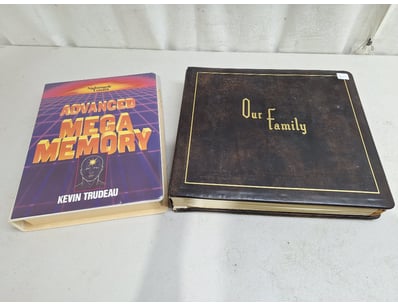 ADVANCED
MEGA
MEMORY
KEVIN TRUDEAU
Our
Family